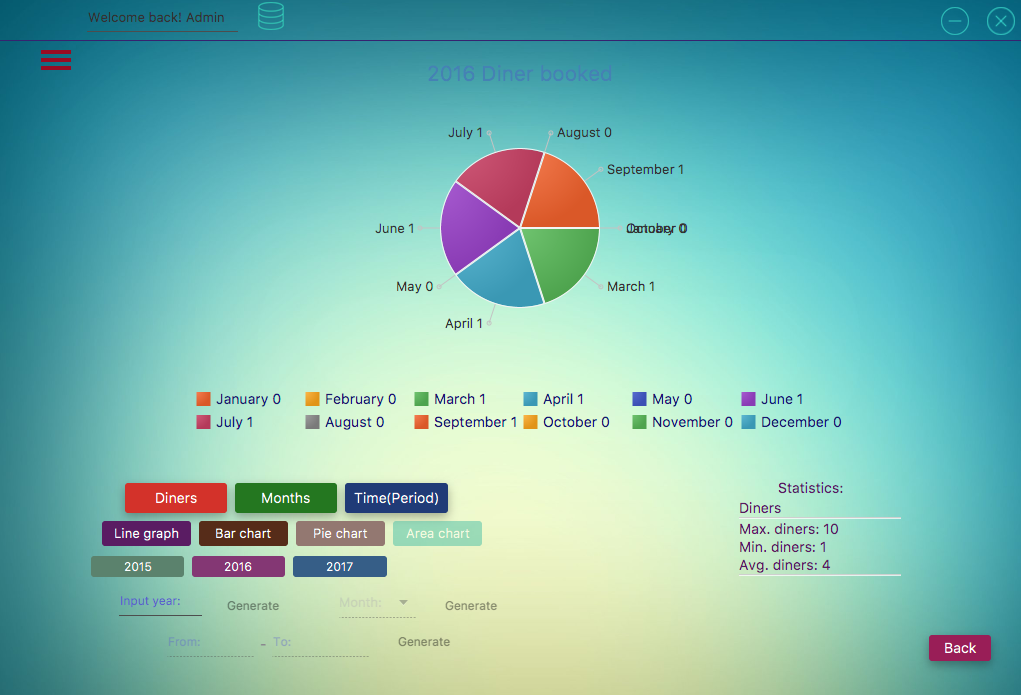 Welcome back! Admin
2016 Diner booked
July 1
August 0
September 1
June 1
May 0
March 1
April 1
January 0 February 0 March 1 April 1 May 0 June 1
July 1 August 0 September 1 October 0 November 0 December 0
Diners Months Time(Period)
Line graph Bar chart Pie chart Area chart
2015 2016 2017
Input year: Generate Month: Generate
From: - To: Generate
Statistics:
Diners
Max. diners: 10
Min. diners: 1
Avg. diners: 4
Back